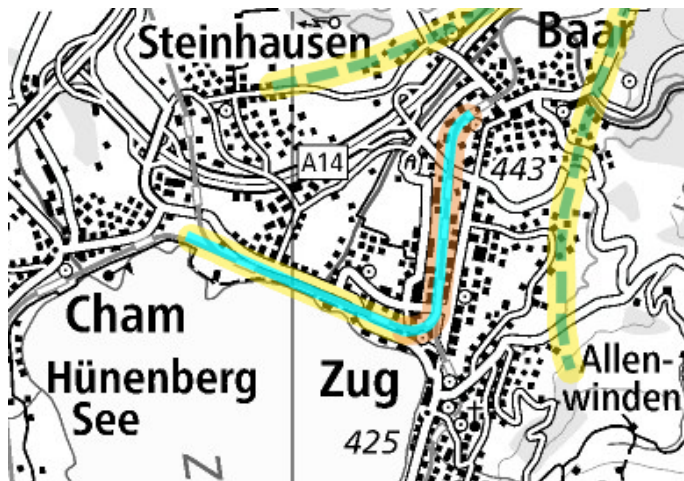 Steinhausen
Baar
A14
443
Cham
Hünenberg
See
Zug
Allen-
winden
425
Z